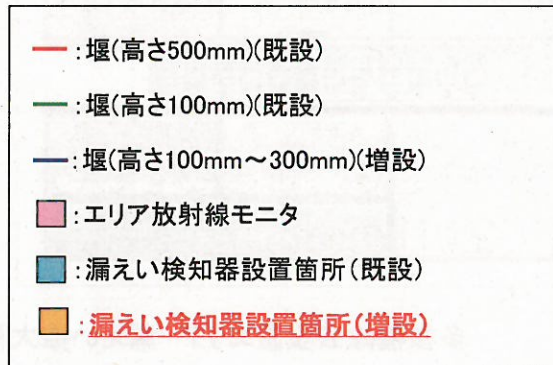 :堰(高さ500mm)(既設)
:堰(高さ100mm)(既設)
:堰(高さ100mm～300mm)(増設)
:エリア放射線モニタ
:漏えい検知器設置箇所(既設)
:漏えい検知器設置箇所(増設)